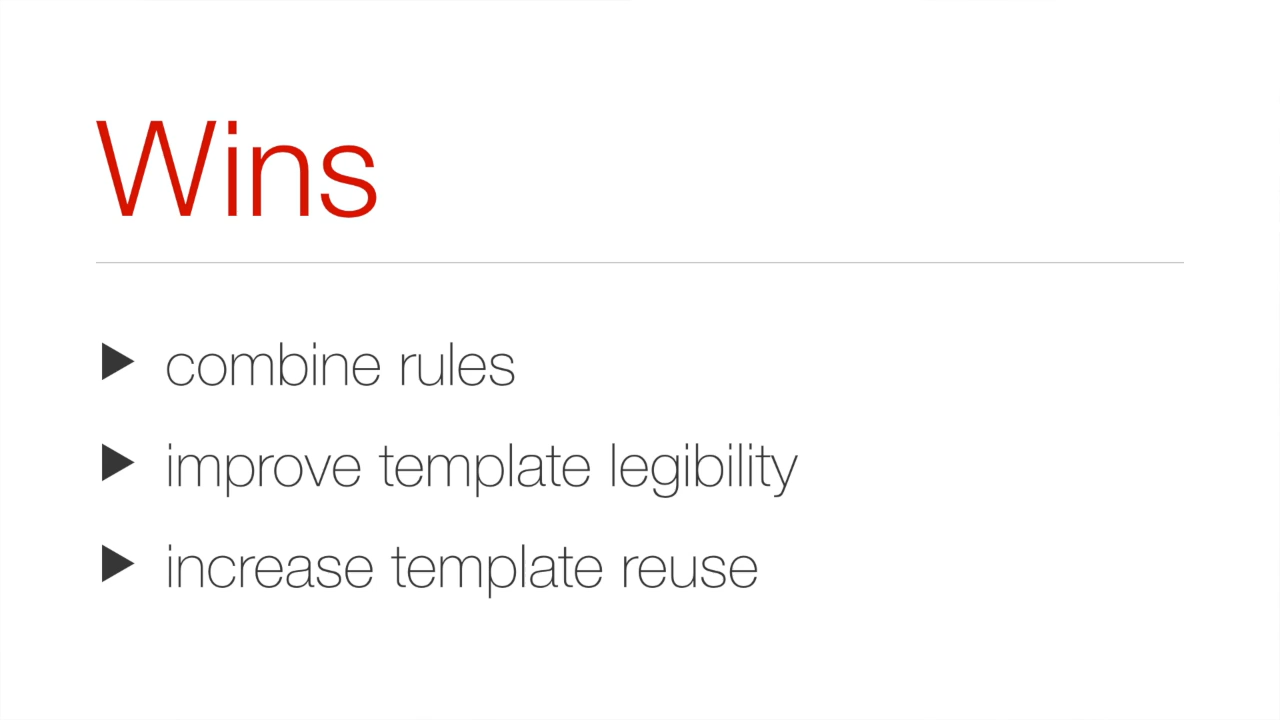 Wins
combine rules
improve template legibility
increase template reuse